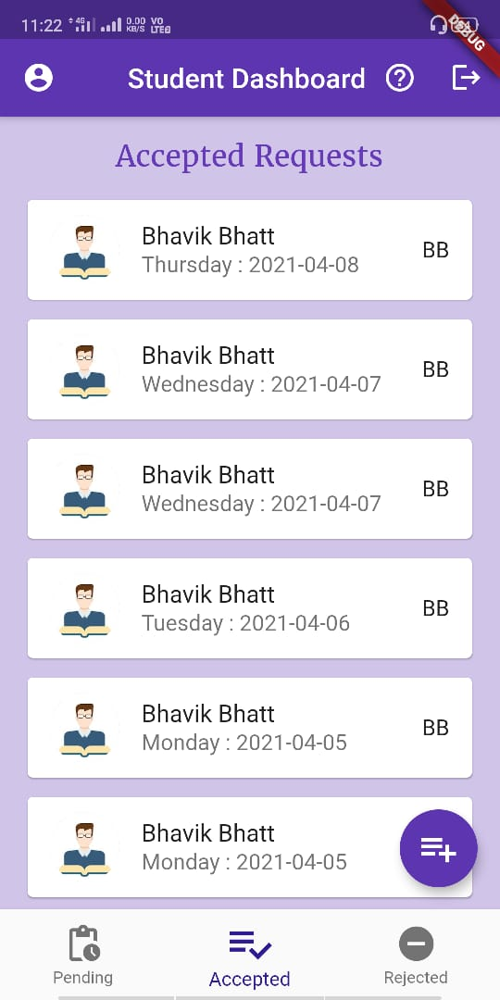 11:22 4G 0.00 KB/S VO LTE
DEBUG
Student Dashboard
Accepted Requests
Bhavik Bhatt
Thursday : 2021-04-08
BB
Bhavik Bhatt
Wednesday : 2021-04-07
BB
Bhavik Bhatt
Wednesday : 2021-04-07
BB
Bhavik Bhatt
Tuesday : 2021-04-06
BB
Bhavik Bhatt
Monday : 2021-04-05
BB
Bhavik Bhatt
Monday : 2021-04-05
Pending
Accepted
Rejected